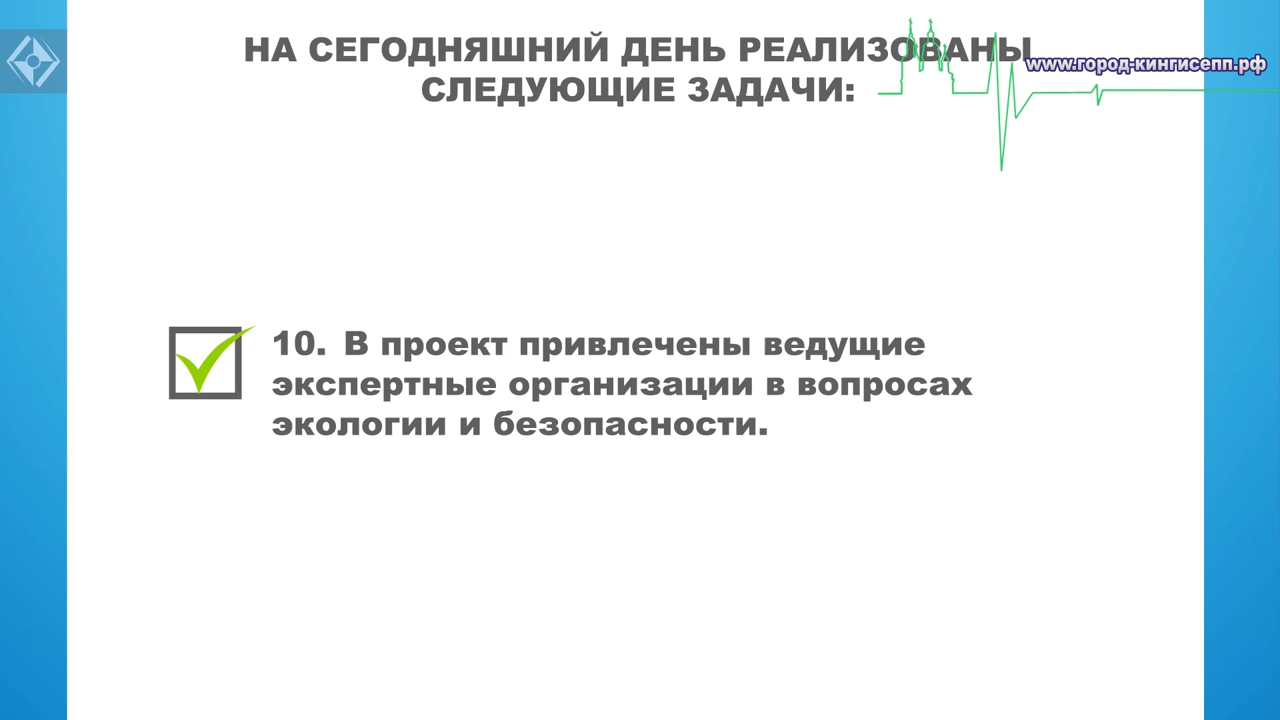 НА СЕГОДНЯШНИЙ ДЕНЬ РЕАЛИЗОВАНЫ
СЛЕДУЮЩИЕ ЗАДАЧИ:
www.город-кингисепп.рф
10. В проект привлечены ведущие
экспертные организации в вопросах
экологии и безопасности.